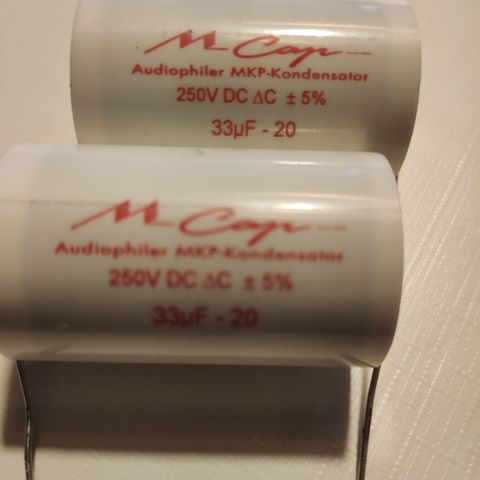 M-Cap--
Audiophiler MKP-Kondensator
250V DC ΔC ± 5%
33µF - 20
M-Cap--
Audiophiler MKP-Kondensator
250V DC ΔC ± 5%
33µF - 20